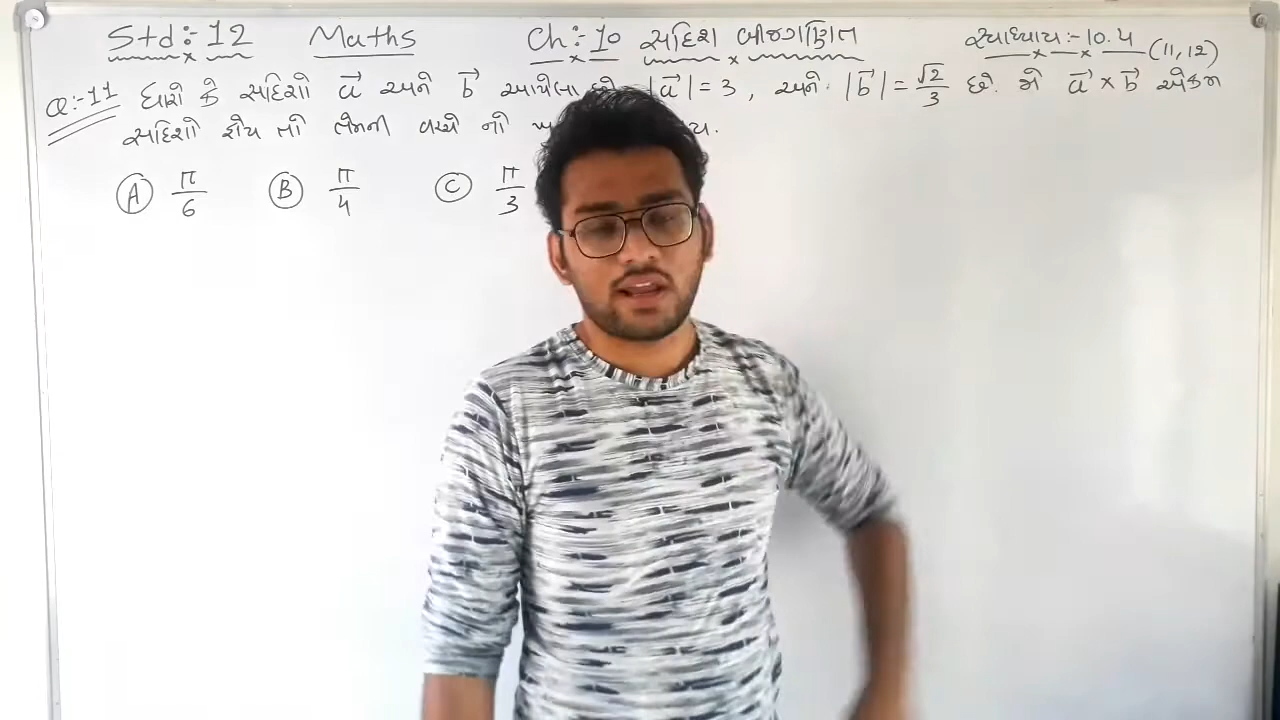 Std:- 12 Maths Ch:- 10 સદિશ બીજગણિત સ્વાધ્યાય:- 10.4 (11,12)
Q:-11 ધારો કે સદિશો a⃗ અને b⃗ આપેલા છે |a⃗| = 3, અને |b⃗| = √2/3 છે. જો a⃗ × b⃗ એકમ
સદિશ હોય તો તેમની વચ્ચે નો
Ⓐ π/6 Ⓑ π/4 Ⓒ π/3